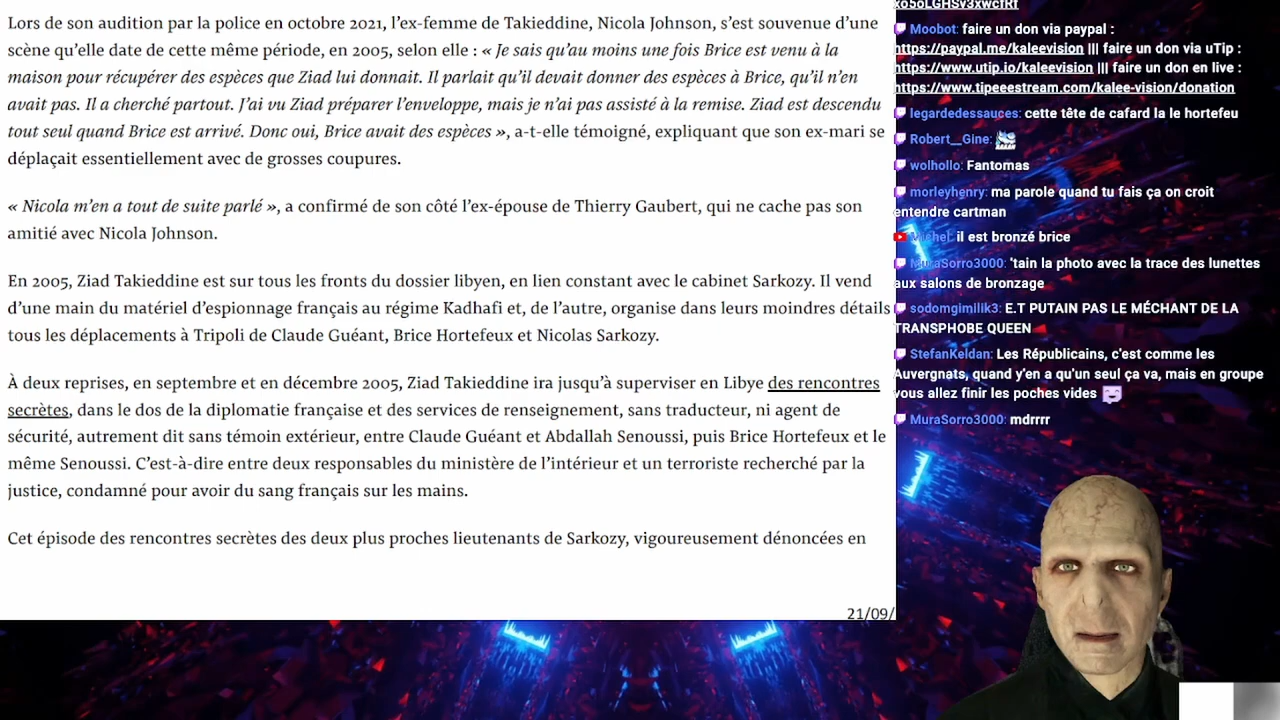 Lors de son audition par la police en octobre 2021, l’ex-femme de Takieddine, Nicola Johnson, s’est souvenue d’une
scène qu’elle date de cette même période, en 2005, selon elle : « Je sais qu’au moins une fois Brice est venu à la
maison pour récupérer des espèces que Ziad lui donnait. Il parlait qu’il devait donner des espèces à Brice, qu’il n’en
avait pas. Il a cherché partout. J’ai vu Ziad préparer l’enveloppe, mais je n’ai pas assisté à la remise. Ziad est descendu
tout seul quand Brice est arrivé. Donc oui, Brice avait des espèces », a-t-elle témoigné, expliquant que son ex-mari se
déplaçait essentiellement avec de grosses coupures.
« Nicola m’en a tout de suite parlé », a confirmé de son côté l’ex-épouse de Thierry Gaubert, qui ne cache pas son
amitié avec Nicola Johnson.
En 2005, Ziad Takieddine est sur tous les fronts du dossier libyen, en lien constant avec le cabinet Sarkozy. Il vend
d’une main du matériel d’espionnage français au régime Kadhafi et, de l’autre, organise dans leurs moindres détails
tous les déplacements à Tripoli de Claude Guéant, Brice Hortefeux et Nicolas Sarkozy.
À deux reprises, en septembre et en décembre 2005, Ziad Takieddine ira jusqu’à superviser en Libye des rencontres
secrètes, dans le dos de la diplomatie française et des services de renseignement, sans traducteur, ni agent de
sécurité, autrement dit sans témoin extérieur, entre Claude Guéant et Abdallah Senoussi, puis Brice Hortefeux et le
même Senoussi. C’est-à-dire entre deux responsables du ministère de l’intérieur et un terroriste recherché par la
justice, condamné pour avoir du sang français sur les mains.
Cet épisode des rencontres secrètes des deux plus proches lieutenants de Sarkozy, vigoureusement dénoncées en
21/09/
Moobot: faire un don via paypal :
https://paypal.me/kaleevision ||| faire un don via uTip :
https://www.utip.io/kaleevision ||| faire un don en live :
https://www.tipeeestream.com/kalee-vision/donation
legardedessauces: cette tête de cafard la le hortefeu
Robert__Gine:
wolhollo: Fantomas
morleyhenry: ma parole quand tu fais ça on croit
entendre cartman
Michel: il est bronzé brice
MuraSorro3000: 'tain la photo avec la trace des lunettes
aux salons de bronzage
sodomgimilik3: E.T PUTAIN PAS LE MÉCHANT DE LA
TRANSPHOBE QUEEN
StefanKeldan: Les Républicains, c'est comme les
Auvergnats, quand y'en a qu'un seul ça va, mais en groupe
vous allez finir les poches vides
MuraSorro3000: mdrrrr